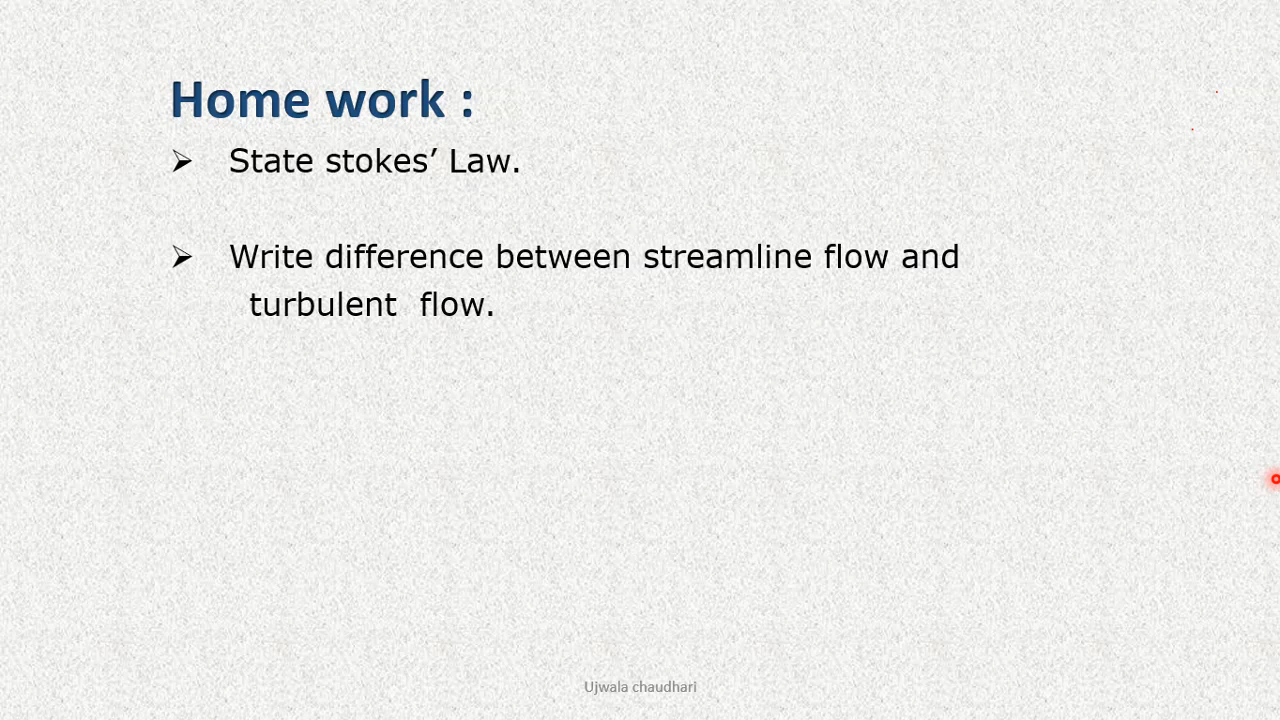 Home work :
➢ State stokes’ Law.
➢ Write difference between streamline flow and
turbulent flow.
Ujwala chaudhari